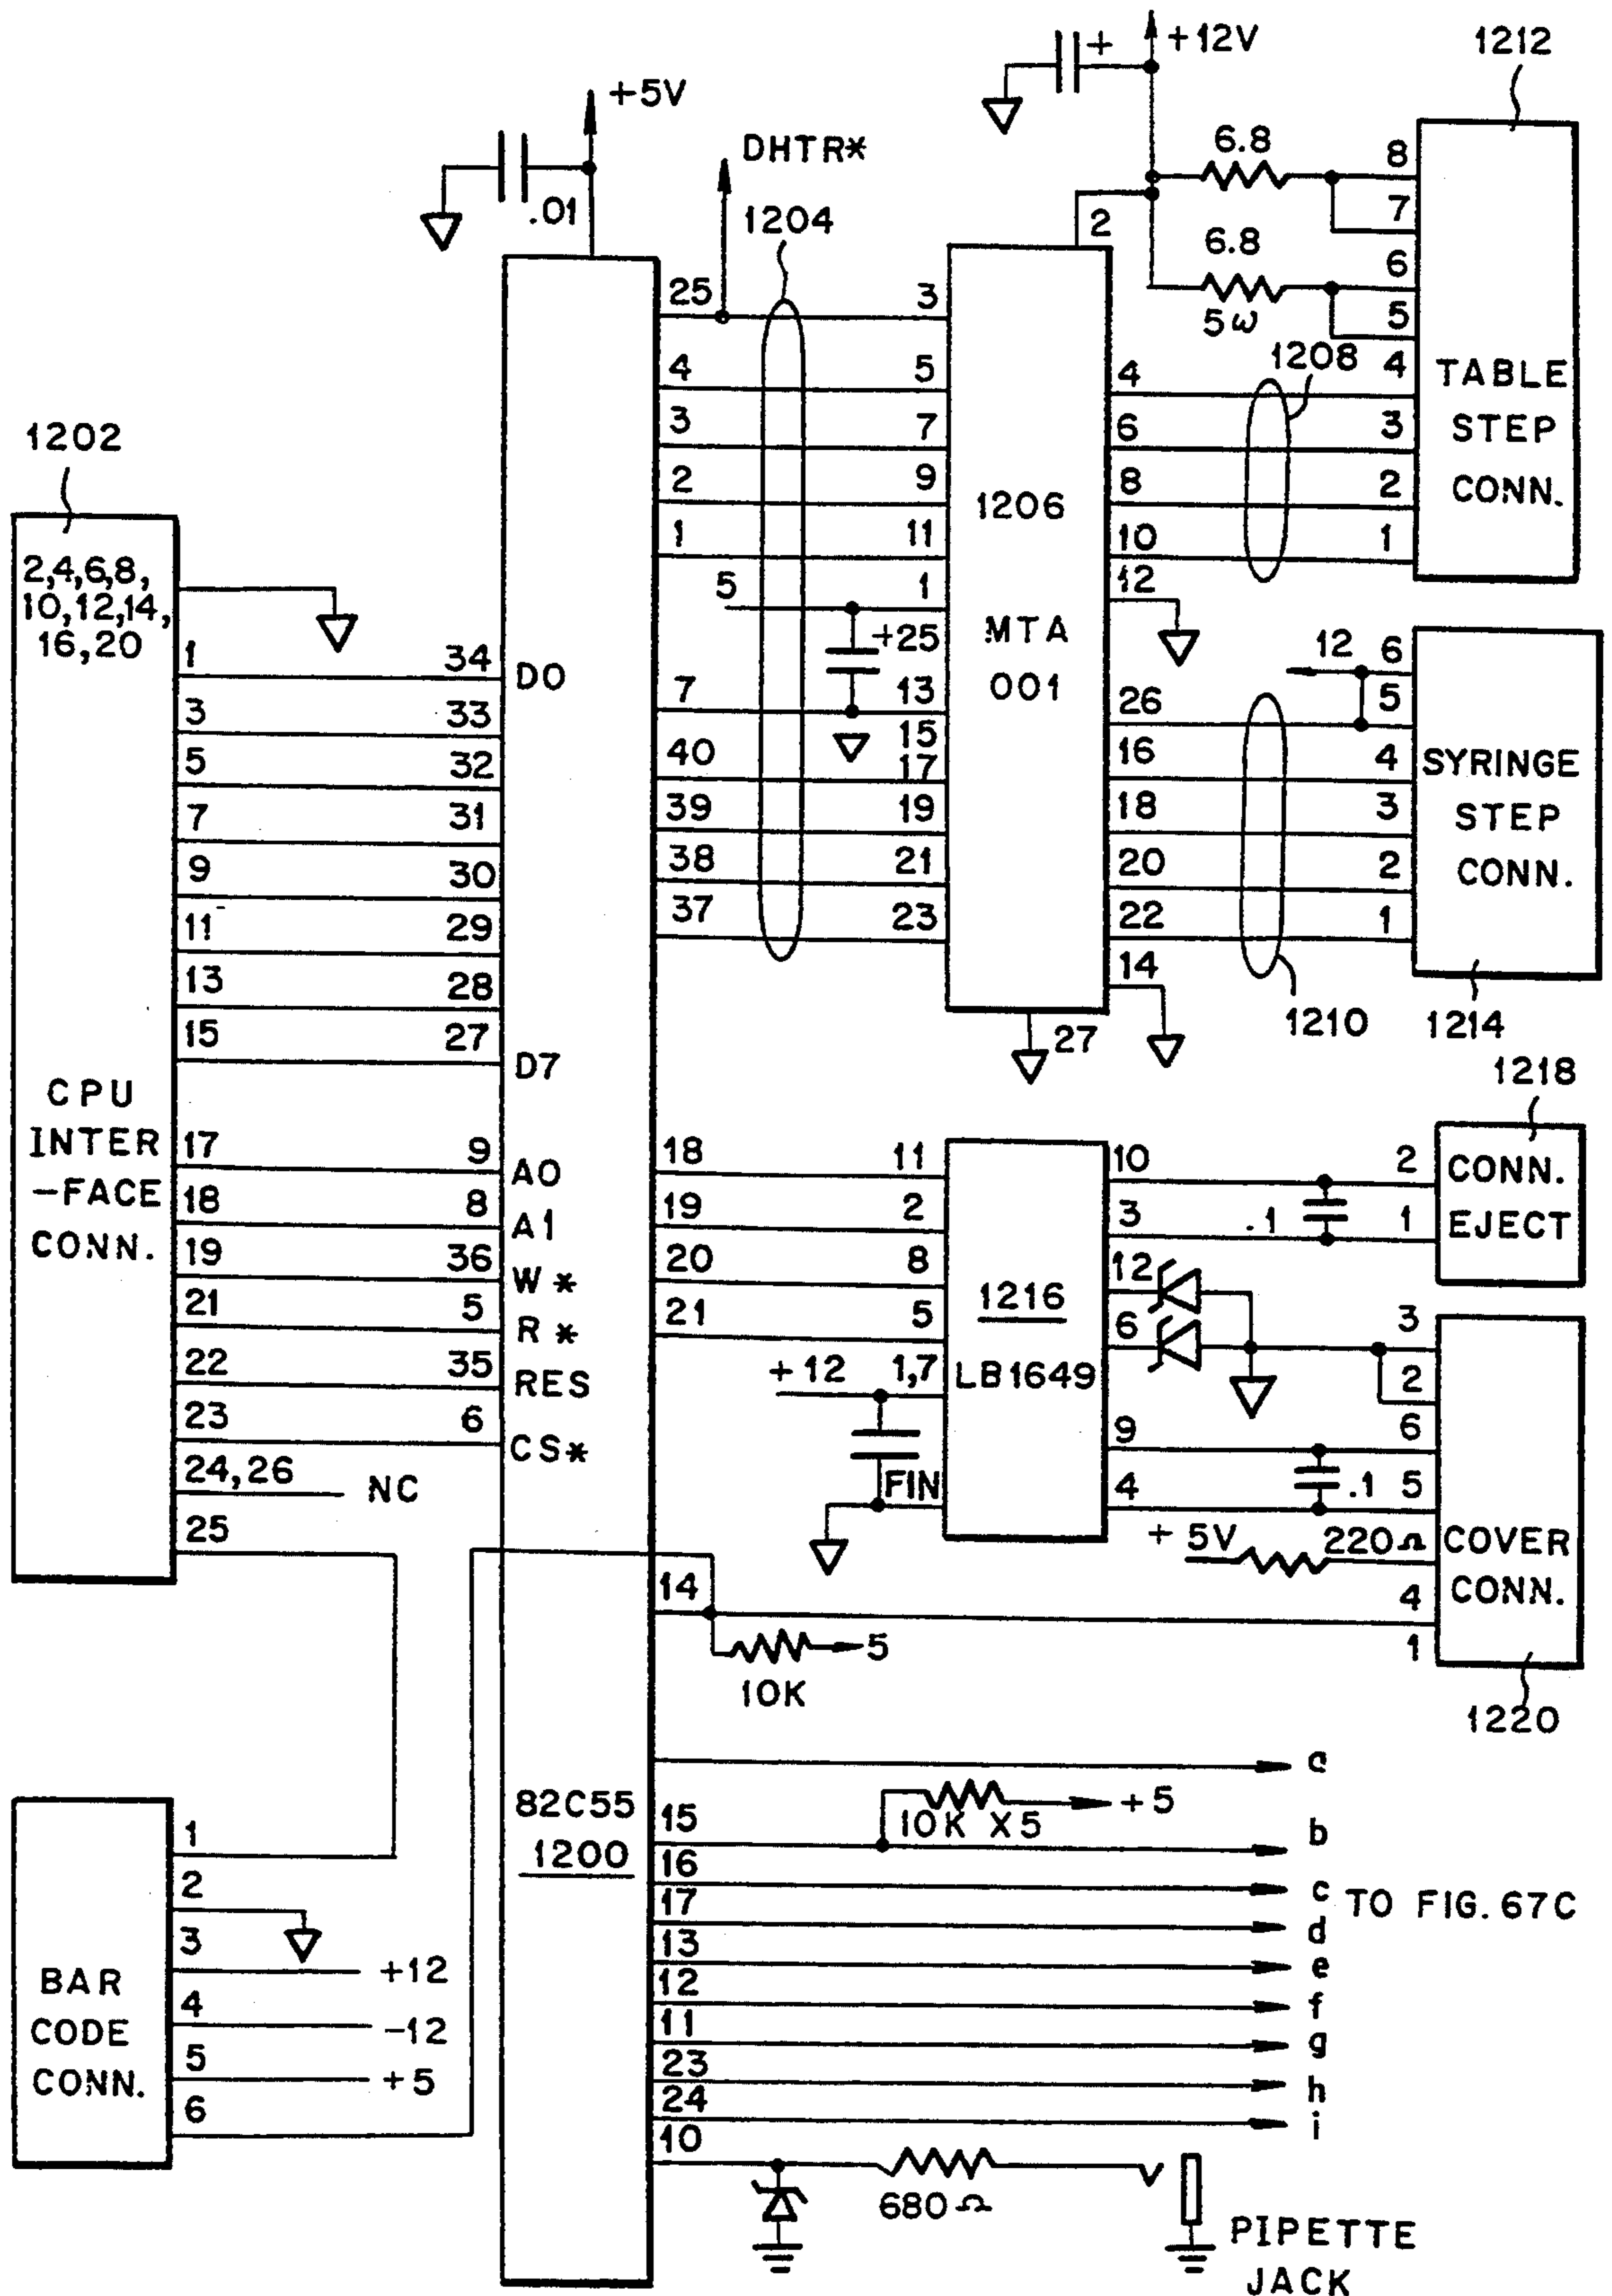 +12V
1212
+5V
.01
DHTR*
1204
+
6.8
6.8
5ω
2
8
7
6
5
4
3
2
1
TABLE
STEP
CONN.
1208
25 3
4 5
3 7
2 9
1 11
5 1
+25
7 13
15
40 17
39 19
38 21
37 23
1206
MTA
001
4
6
8
10
12
26
16
18
20
22
14
27
12
6
5
4
3
2
1
SYRINGE
STEP
CONN.
1210
1214
1202
2,4,6,8,
10,12,14,
16,20
1 34 D0
3 33
5 32
7 31
9 30
11 29
13 28
15 27 D7
17 9 A0
18 8 A1
19 36 W*
21 5 R*
22 35 RES
23 6 CS*
24,26 NC
25
CPU
INTER
-FACE
CONN.
18 11
19 2
20 8
21 5
+12 1,7
FIN
1216
LB1649
10
3
12
6
9
4
.1
2
1
CONN.
EJECT
1218
3
2
6
5
.1
+5V 220Ω
4
1
COVER
CONN.
1220
14
5
10K
82C55
1200
a
10K X5 +5
15 b
16 c
17 d
13 e
12 f
11 g
23 h
24 i
10
TO FIG. 67C
680Ω
PIPETTE
JACK
BAR
CODE
CONN.
1
2
3 +12
4 -12
5 +5
6